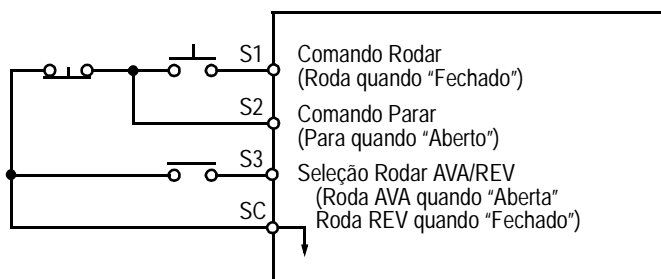 S1 Comando Rodar
(Roda quando “Fechado”)
S2 Comando Parar
(Para quando “Aberto”)
S3 Seleção Rodar AVA/REV
(Roda AVA quando “Aberta”
Roda REV quando “Fechado”)
SC